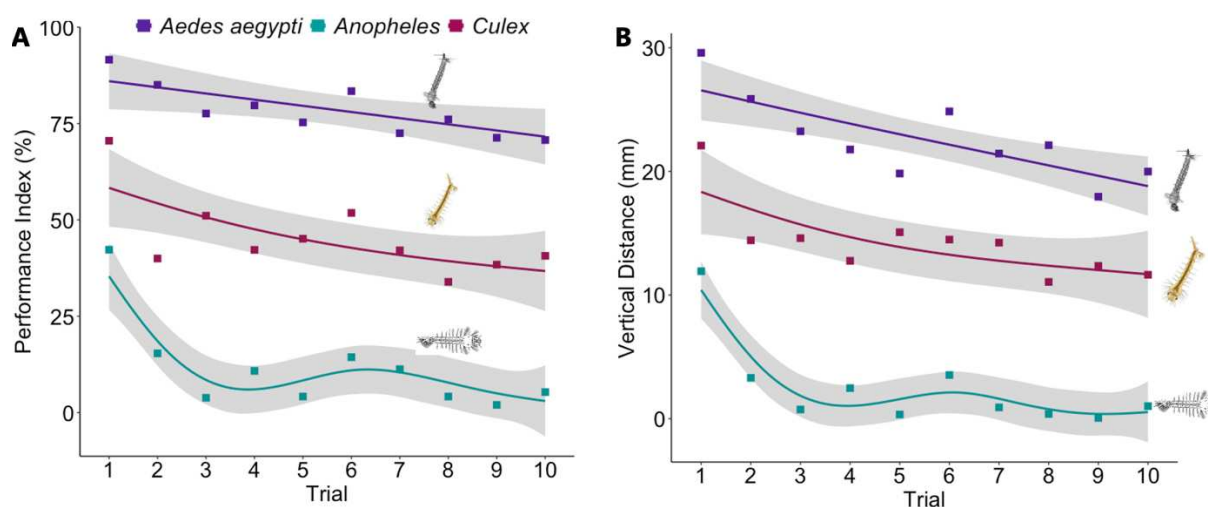 A
Aedes aegypti Anopheles Culex
Performance Index (%)
100
75
50
25
0
1 2 3 4 5 6 7 8 9 10
Trial
B
Vertical Distance (mm)
30
20
10
0
1 2 3 4 5 6 7 8 9 10
Trial